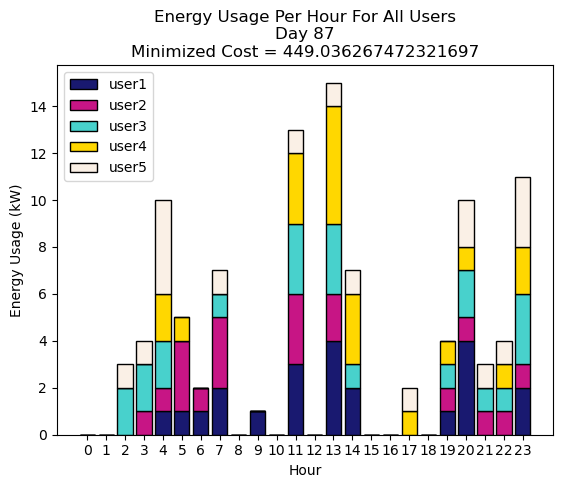 Energy Usage Per Hour For All Users
Day 87
Minimized Cost = 449.036267472321697
user1
user2
user3
user4
user5
Energy Usage (kW)
14
12
10
8
6
4
2
0
0 1 2 3 4 5 6 7 8 9 10 11 12 13 14 15 16 17 18 19 20 21 22 23
Hour